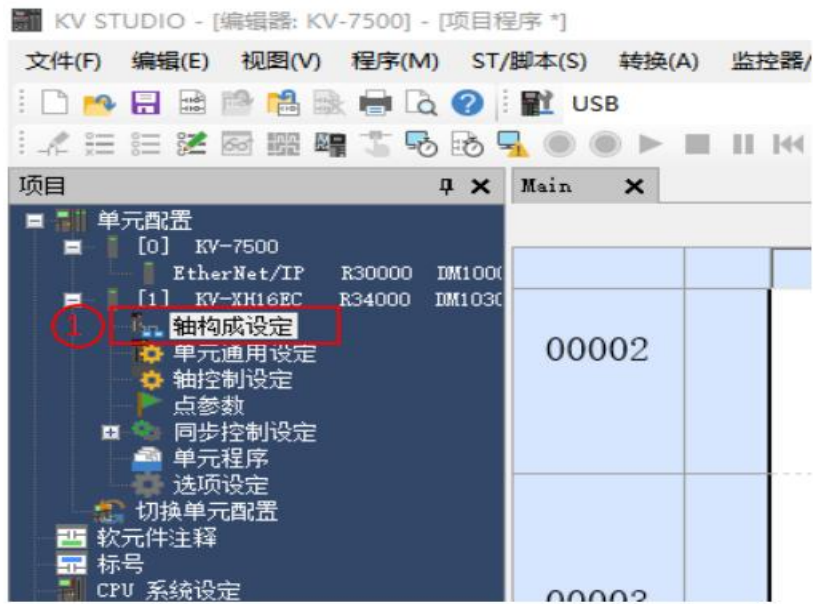 KV STUDIO - [编辑器: KV-7500] - [项目程序 *]
文件(F) 编辑(E) 视图(V) 程序(M) ST/脚本(S) 转换(A) 监控器/
USB
项目
Main
单元配置
[0] KV-7500
EtherNet/IP R30000 DM1000
[1] KV-XH16EC R34000 DM1030
① 轴构成设定
单元通用设定
00002
轴控制设定
点参数
同步控制设定
单元程序
选项设定
切换单元配置
软元件注释
标号
CPU 系统设定
00003